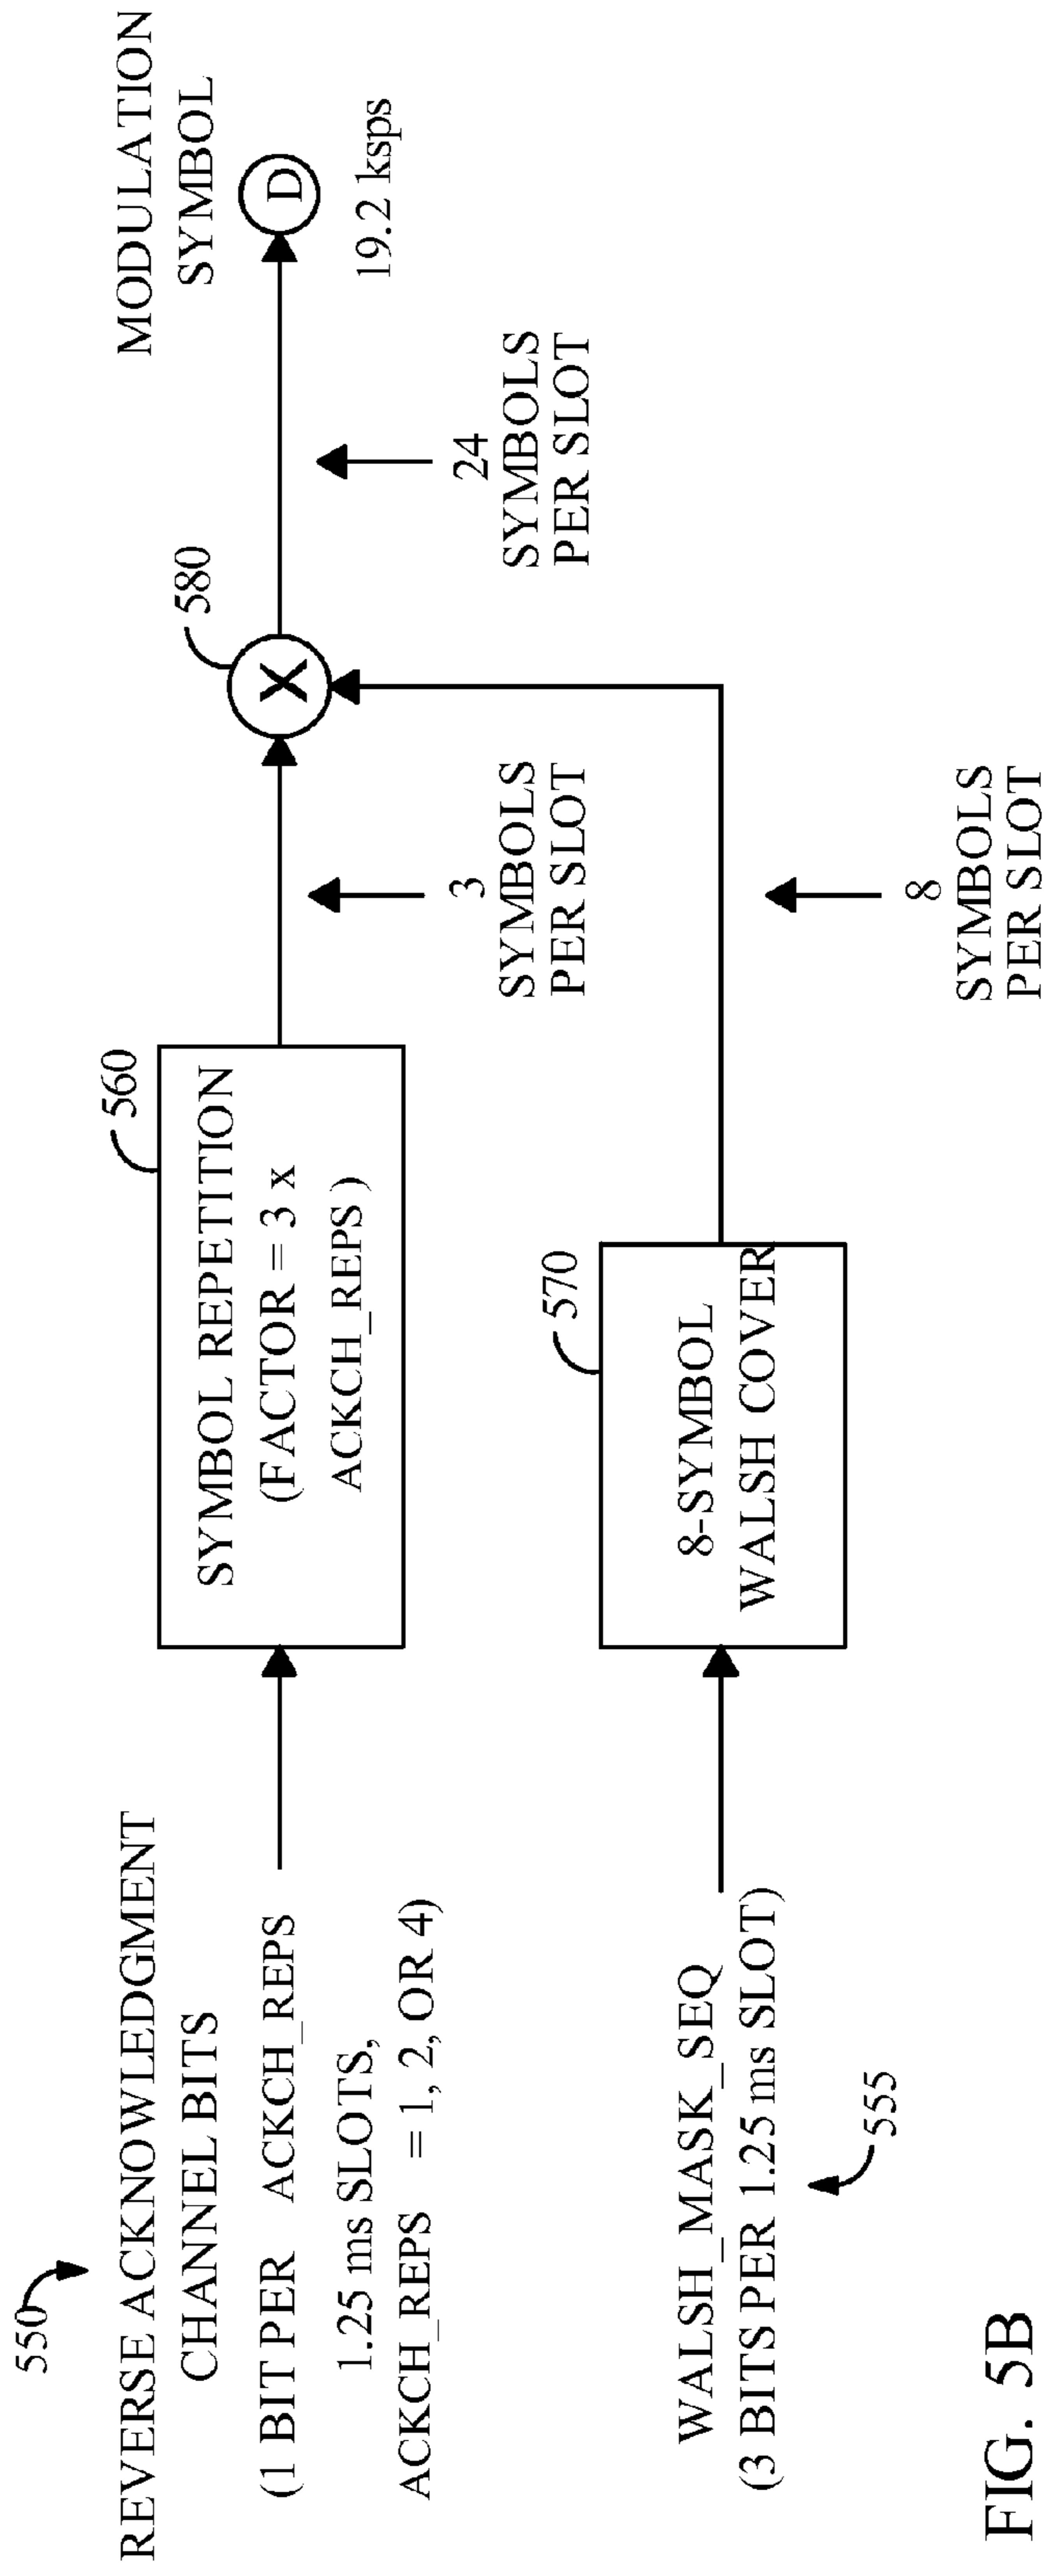 550
REVERSE ACKNOWLEDGMENT
CHANNEL BITS
(1 BIT PER ACKCH_REPS
1.25 ms SLOTS,
ACKCH_REPS = 1, 2, OR 4)
560
SYMBOL REPETITION
(FACTOR = 3 x
ACKCH_REPS )
3
SYMBOLS
PER SLOT
580
X
24
SYMBOLS
PER SLOT
MODULATION
SYMBOL
D
19.2 ksps
WALSH_MASK_SEQ
(3 BITS PER 1.25 ms SLOT)
555
570
8-SYMBOL
WALSH COVER
8
SYMBOLS
PER SLOT
FIG. 5B